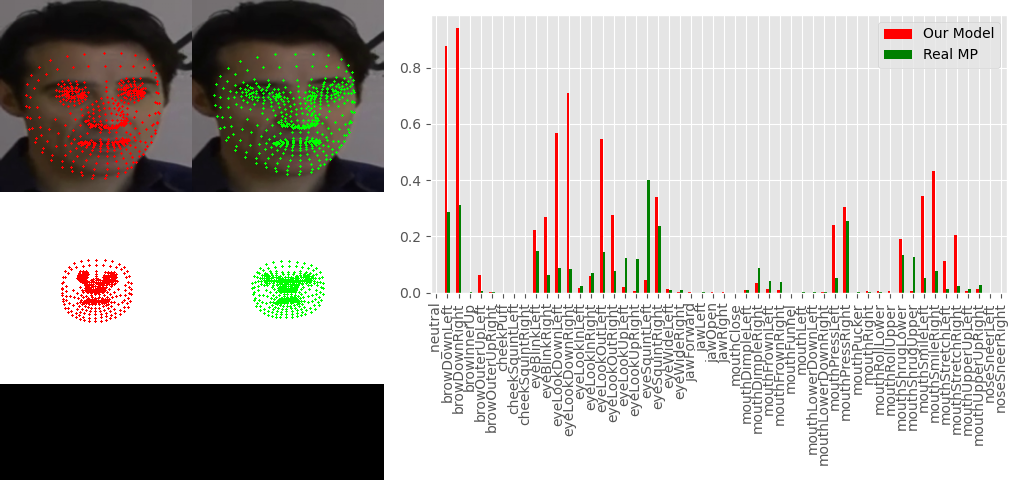 Our Model
Real MP
0.8
0.6
0.4
0.2
0.0
neutral
browDownLeft
browDownRight
browInnerUp
browOuterUpLeft
browOuterUpRight
cheekPuff
cheekSquintLeft
cheekSquintRight
eyeBlinkLeft
eyeBlinkRight
eyeLookDownLeft
eyeLookDownRight
eyeLookInLeft
eyeLookInRight
eyeLookOutLeft
eyeLookOutRight
eyeLookUpLeft
eyeLookUpRight
eyeSquintLeft
eyeSquintRight
eyeWideLeft
eyeWideRight
jawForward
jawLeft
jawOpen
jawRight
mouthClose
mouthDimpleLeft
mouthDimpleRight
mouthFrownLeft
mouthFrownRight
mouthFunnel
mouthLeft
mouthLowerDownLeft
mouthLowerDownRight
mouthPressLeft
mouthPressRight
mouthPucker
mouthRight
mouthRollLower
mouthRollUpper
mouthShrugLower
mouthShrugUpper
mouthSmileLeft
mouthSmileRight
mouthStretchLeft
mouthStretchRight
mouthUpperUpLeft
mouthUpperUpRight
noseSneerLeft
noseSneerRight